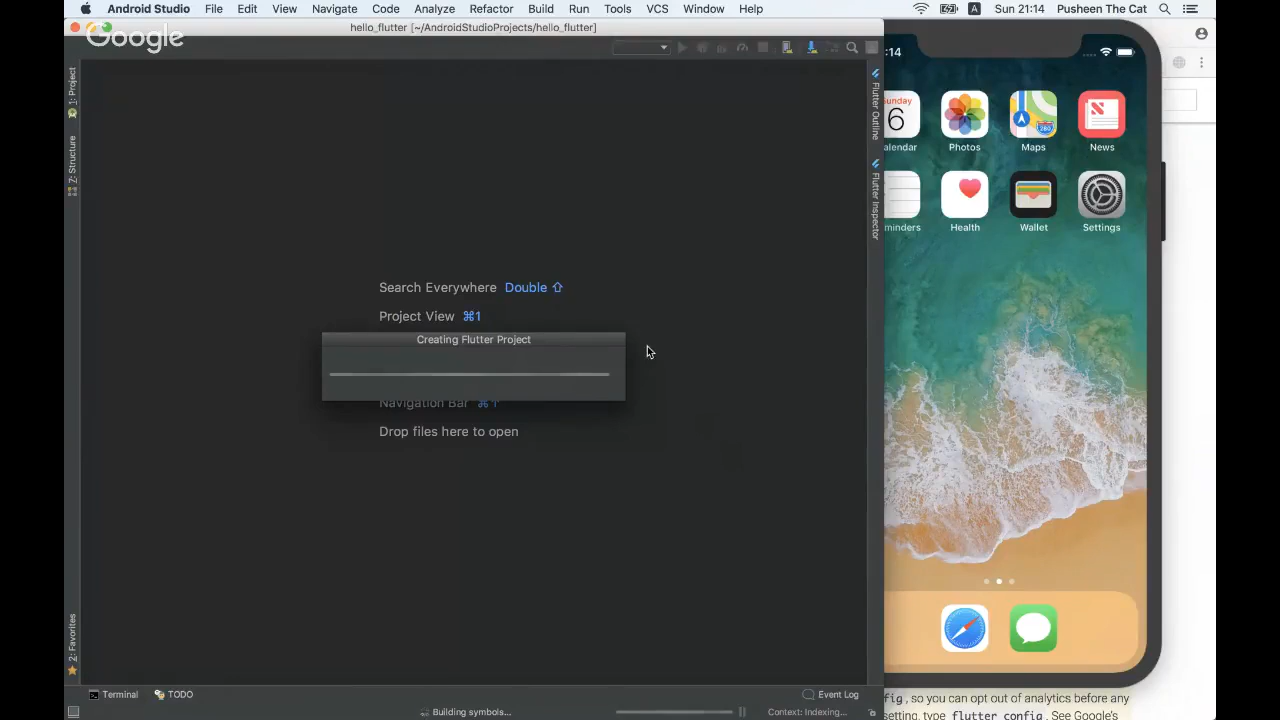 Android Studio File Edit View Navigate Code Analyze Refactor Build Run Tools VCS Window Help
A Sun 21:14 Pusheen The Cat
hello_flutter [~/AndroidStudioProjects/hello_flutter]
Google
1: Project
7: Structure
2: Favorites
Search Everywhere Double ⇧
Project View ⌘1
Creating Flutter Project
Navigation Bar ⌘↑
Drop files here to open
Flutter Outline
Flutter Inspector
Terminal
TODO
Event Log
Building symbols...
Context: Indexing...
:14
Sunday
6
280
alendar
Photos
Maps
News
minders
Health
Wallet
Settings
fig, so you can opt out of analytics before any
setting, type flutter config. See Google's